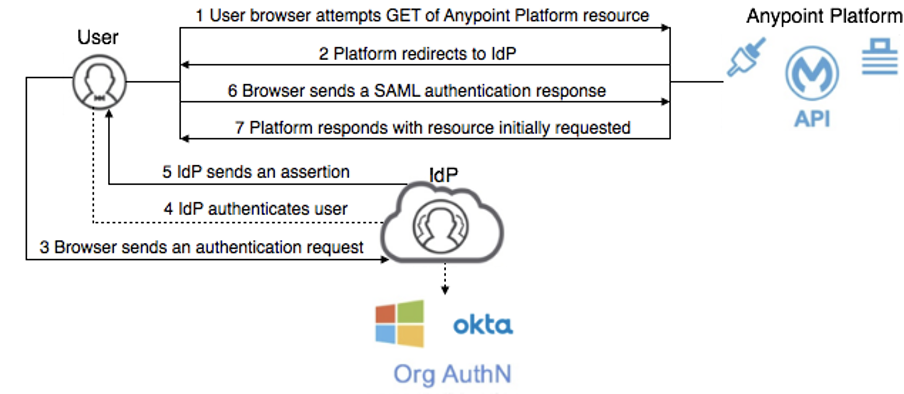 1 User browser attempts GET of Anypoint Platform resource
Anypoint Platform
User
2 Platform redirects to IdP
6 Browser sends a SAML authentication response
API
7 Platform responds with resource initially requested
5 IdP sends an assertion
IdP
4 IdP authenticates user
3 Browser sends an authentication request
okta
Org AuthN